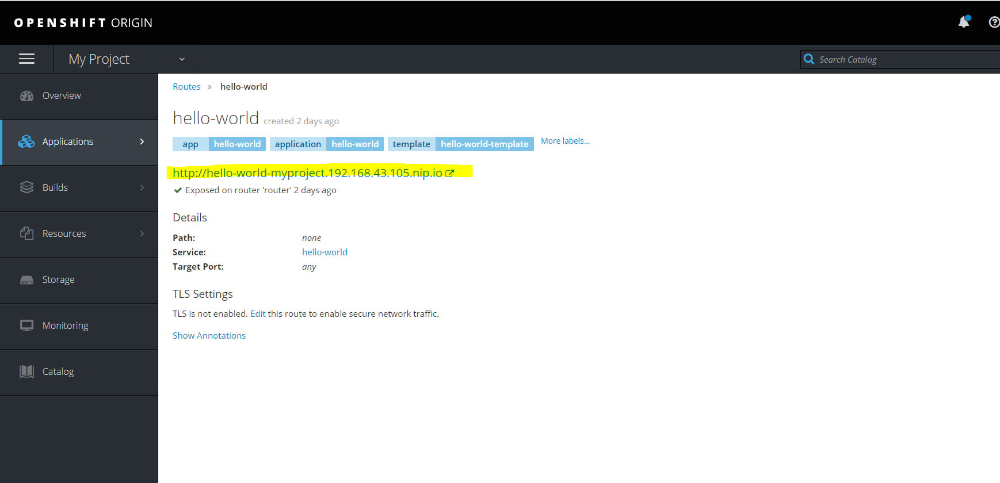 OPENSHIFT ORIGIN
My Project
Search Catalog
Overview
Applications
Builds
Resources
Storage
Monitoring
Catalog
Routes » hello-world
hello-world created 2 days ago
app hello-world application hello-world template hello-world-template More labels...
http://hello-world-myproject.192.168.43.105.nip.io
Exposed on router 'router' 2 days ago
Details
Path: none
Service: hello-world
Target Port: any
TLS Settings
TLS is not enabled. Edit this route to enable secure network traffic.
Show Annotations